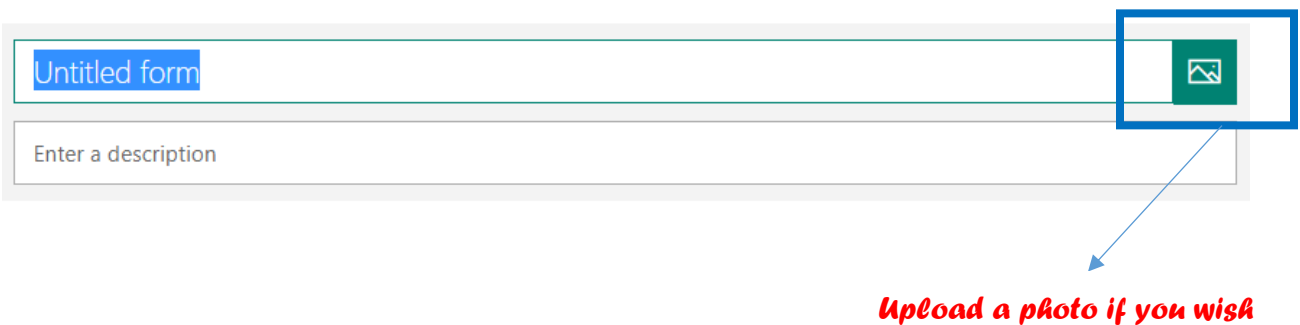 Untitled form
Enter a description
Upload a photo if you wish